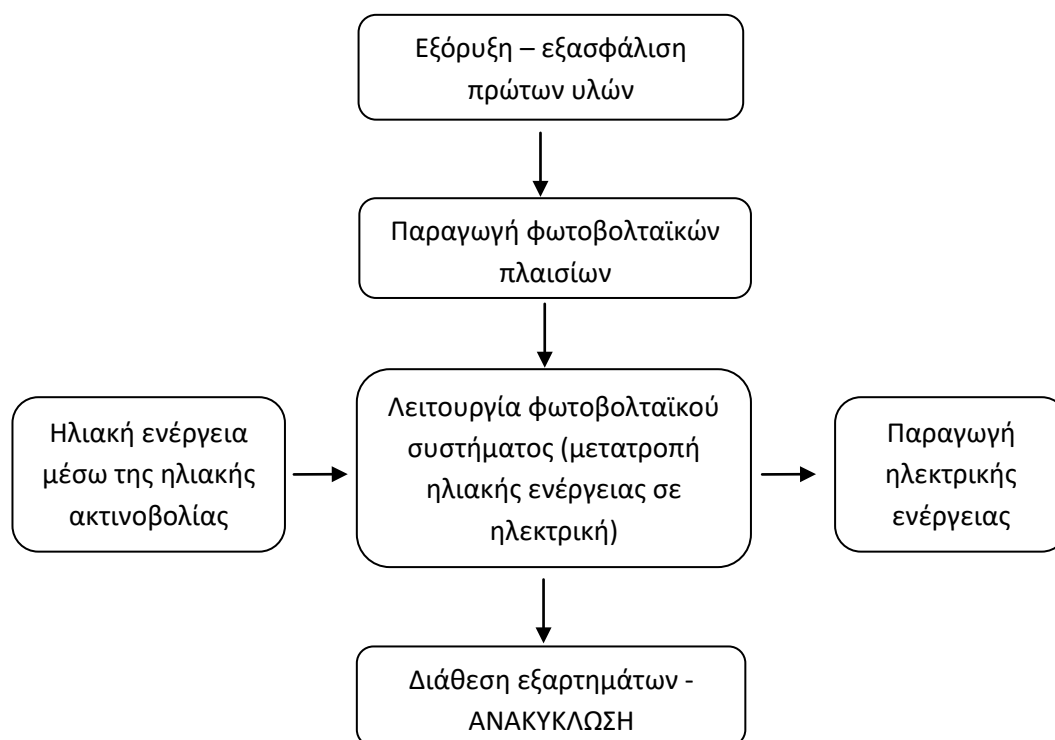 Εξόρυξη – εξασφάλιση
πρώτων υλών
Παραγωγή φωτοβολταϊκών
πλαισίων
Ηλιακή ενέργεια
μέσω της ηλιακής
ακτινοβολίας
Λειτουργία φωτοβολταϊκού
συστήματος (μετατροπή
ηλιακής ενέργειας σε
ηλεκτρική)
Παραγωγή
ηλεκτρικής
ενέργειας
Διάθεση εξαρτημάτων -
ΑΝΑΚΥΚΛΩΣΗ